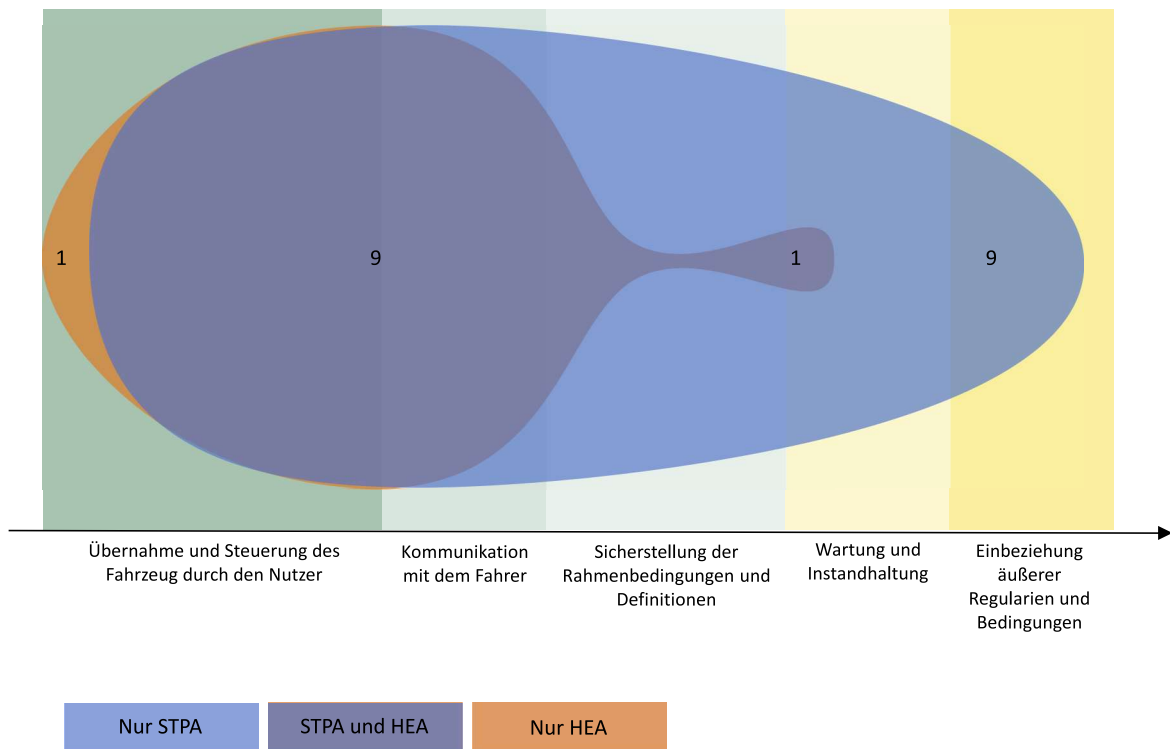 1
9
1
9
Übernahme und Steuerung des
Fahrzeug durch den Nutzer
Kommunikation
mit dem Fahrer
Sicherstellung der
Rahmenbedingungen und
Definitionen
Wartung und
Instandhaltung
Einbeziehung
äußerer
Regularien und
Bedingungen
Nur STPA
STPA und HEA
Nur HEA